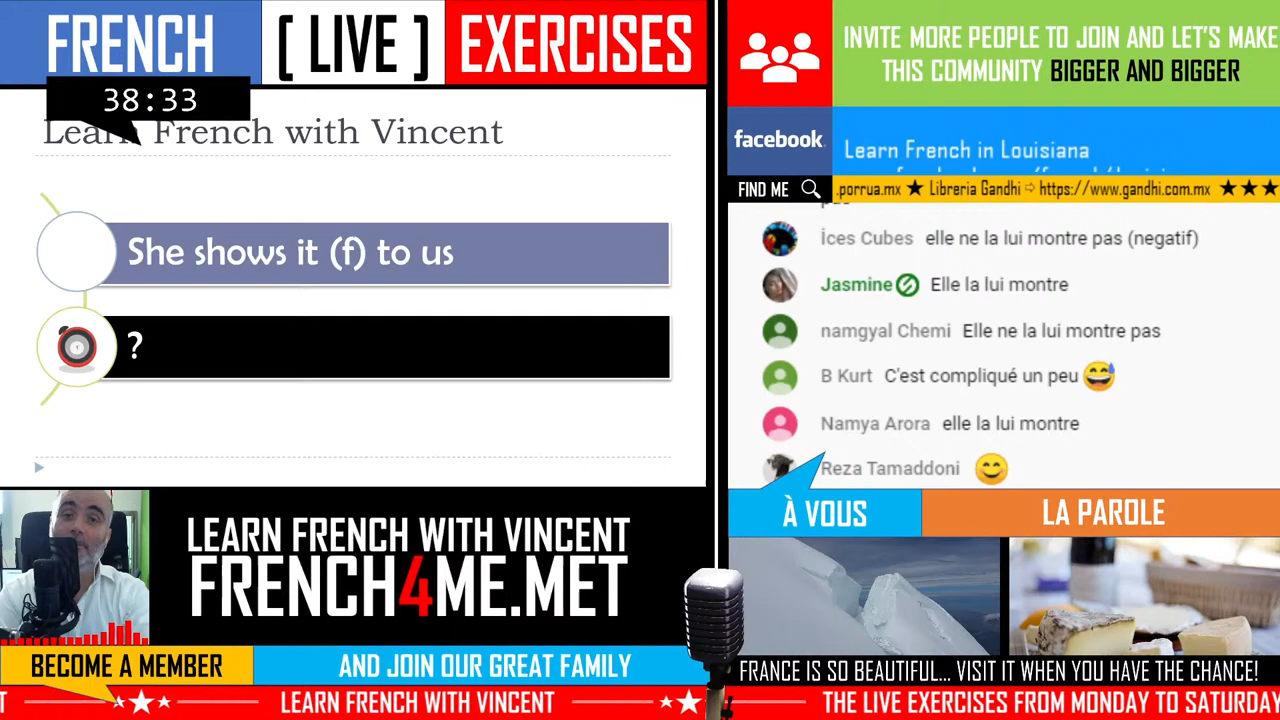 FRENCH [ LIVE ] EXERCISES
38:33
Learn French with Vincent
She shows it (f) to us
?
LEARN FRENCH WITH VINCENT
FRENCH4ME.MET
BECOME A MEMBER
AND JOIN OUR GREAT FAMILY
INVITE MORE PEOPLE TO JOIN AND LET'S MAKE
THIS COMMUNITY BIGGER AND BIGGER
facebook
Learn French in Louisiana
FIND ME
.porrua.mx ★ Libreria Gandhi ⇨ https://www.gandhi.com.mx ★ ★ ★
İces Cubes elle ne la lui montre pas (negatif)
Jasmine Elle la lui montre
namgyal Chemi Elle ne la lui montre pas
B Kurt C'est compliqué un peu 😅
Namya Arora elle la lui montre
Reza Tamaddoni 😊
À VOUS
LA PAROLE
FRANCE IS SO BEAUTIFUL... VISIT IT WHEN YOU HAVE THE CHANCE!
T ★ LEARN FRENCH WITH VINCENT ★ THE LIVE EXERCISES FROM MONDAY TO SATURDAY